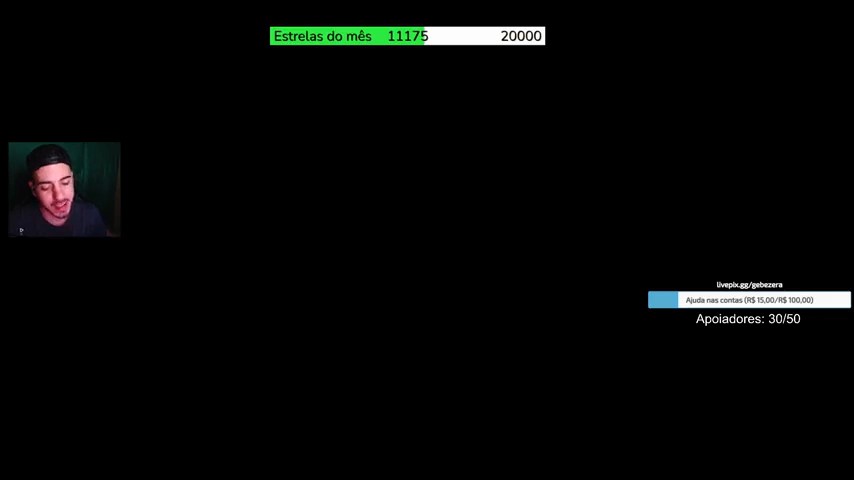 Estrelas do mês 11175 20000
livepix.gg/gebezera
Ajuda nas contas (R$ 15,00/R$ 100,00)
Apoiadores: 30/50